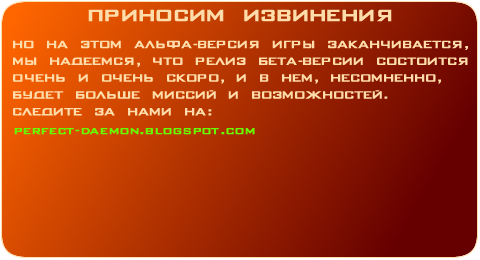 ПРИНОСИМ ИЗВИНЕНИЯ
НО НА ЭТОМ АЛЬФА-ВЕРСИЯ ИГРЫ ЗАКАНЧИВАЕТСЯ,
МЫ НАДЕЕМСЯ, ЧТО РЕЛИЗ БЕТА-ВЕРСИИ СОСТОИТСЯ
ОЧЕНЬ И ОЧЕНЬ СКОРО, И В НЕМ, НЕСОМНЕННО,
БУДЕТ БОЛЬШЕ МИССИЙ И ВОЗМОЖНОСТЕЙ.
СЛЕДИТЕ ЗА НАМИ НА:
PERFECT-DAEMON.BLOGSPOT.COM